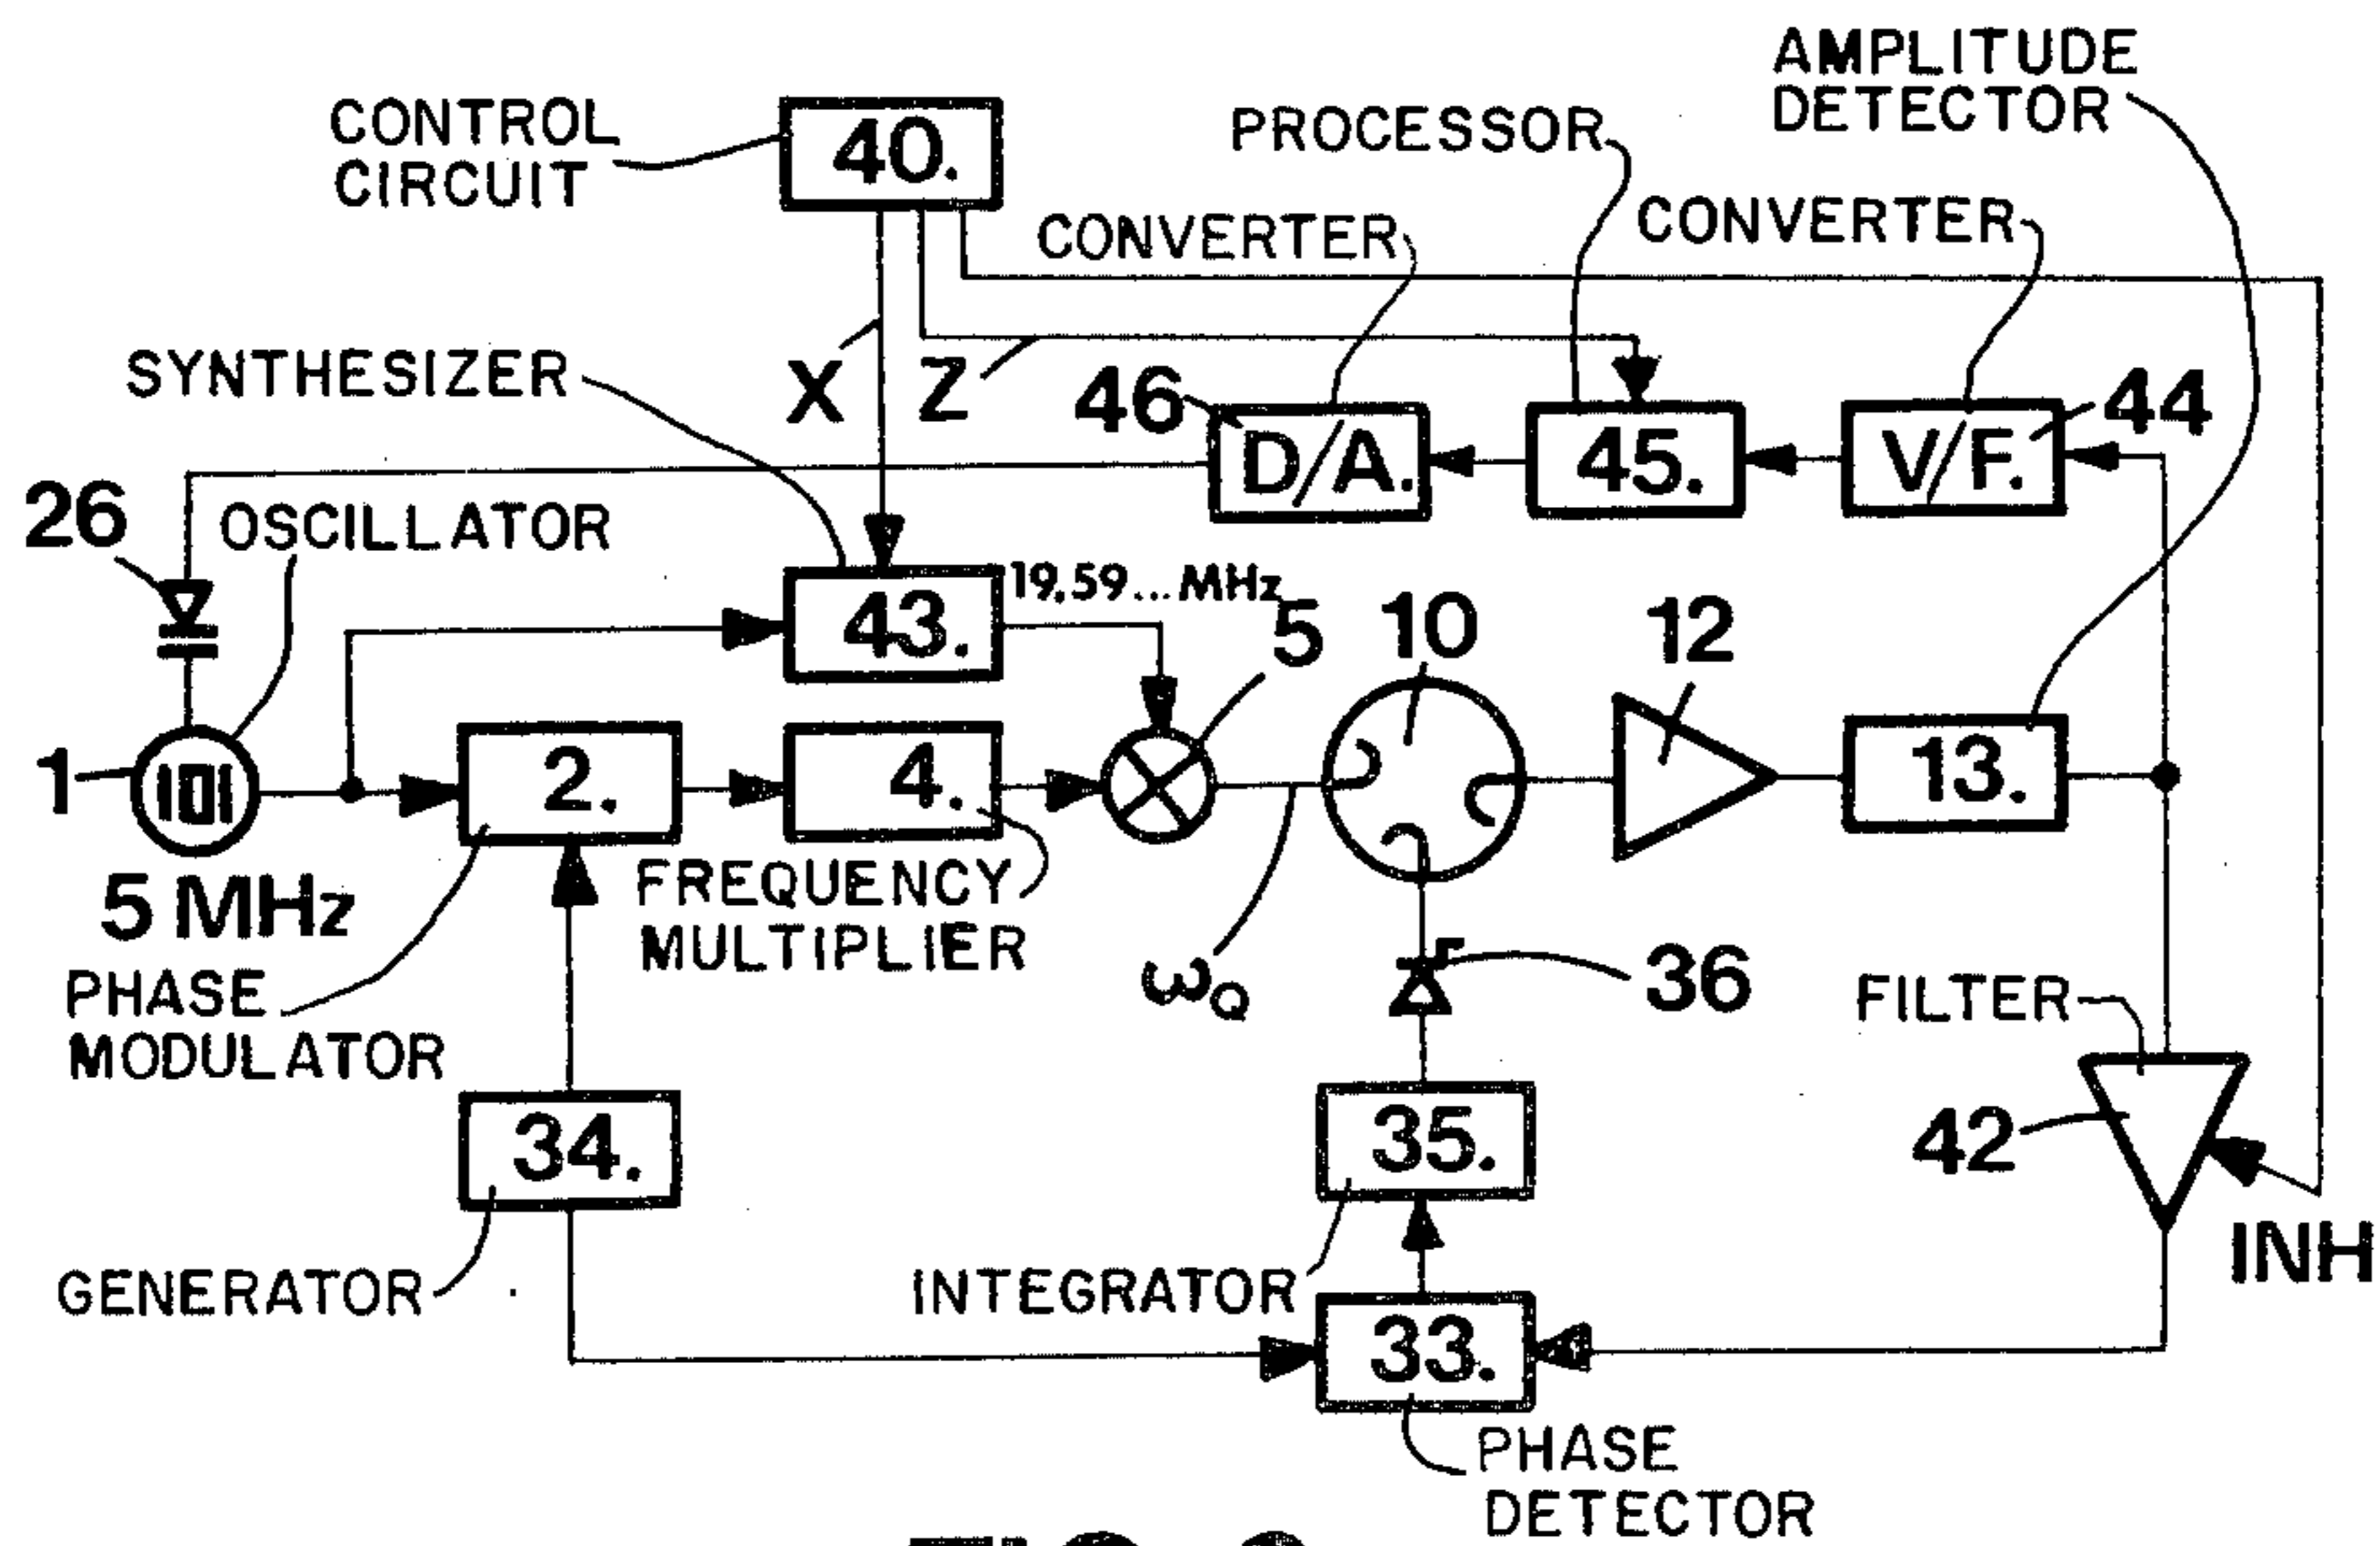 AMPLITUDE
DETECTOR
CONTROL
CIRCUIT
40.
PROCESSOR
CONVERTER
CONVERTER
SYNTHESIZER
X
Z
46
D/A.
45.
V/F.
44
26
OSCILLATOR
43.
19,59...MHz
5
10
12
1
2.
4.
13.
5 MHz
FREQUENCY
MULTIPLIER
ωQ
36
PHASE
MODULATOR
FILTER
34.
35.
42
GENERATOR
INTEGRATOR
INH
33.
PHASE
DETECTOR